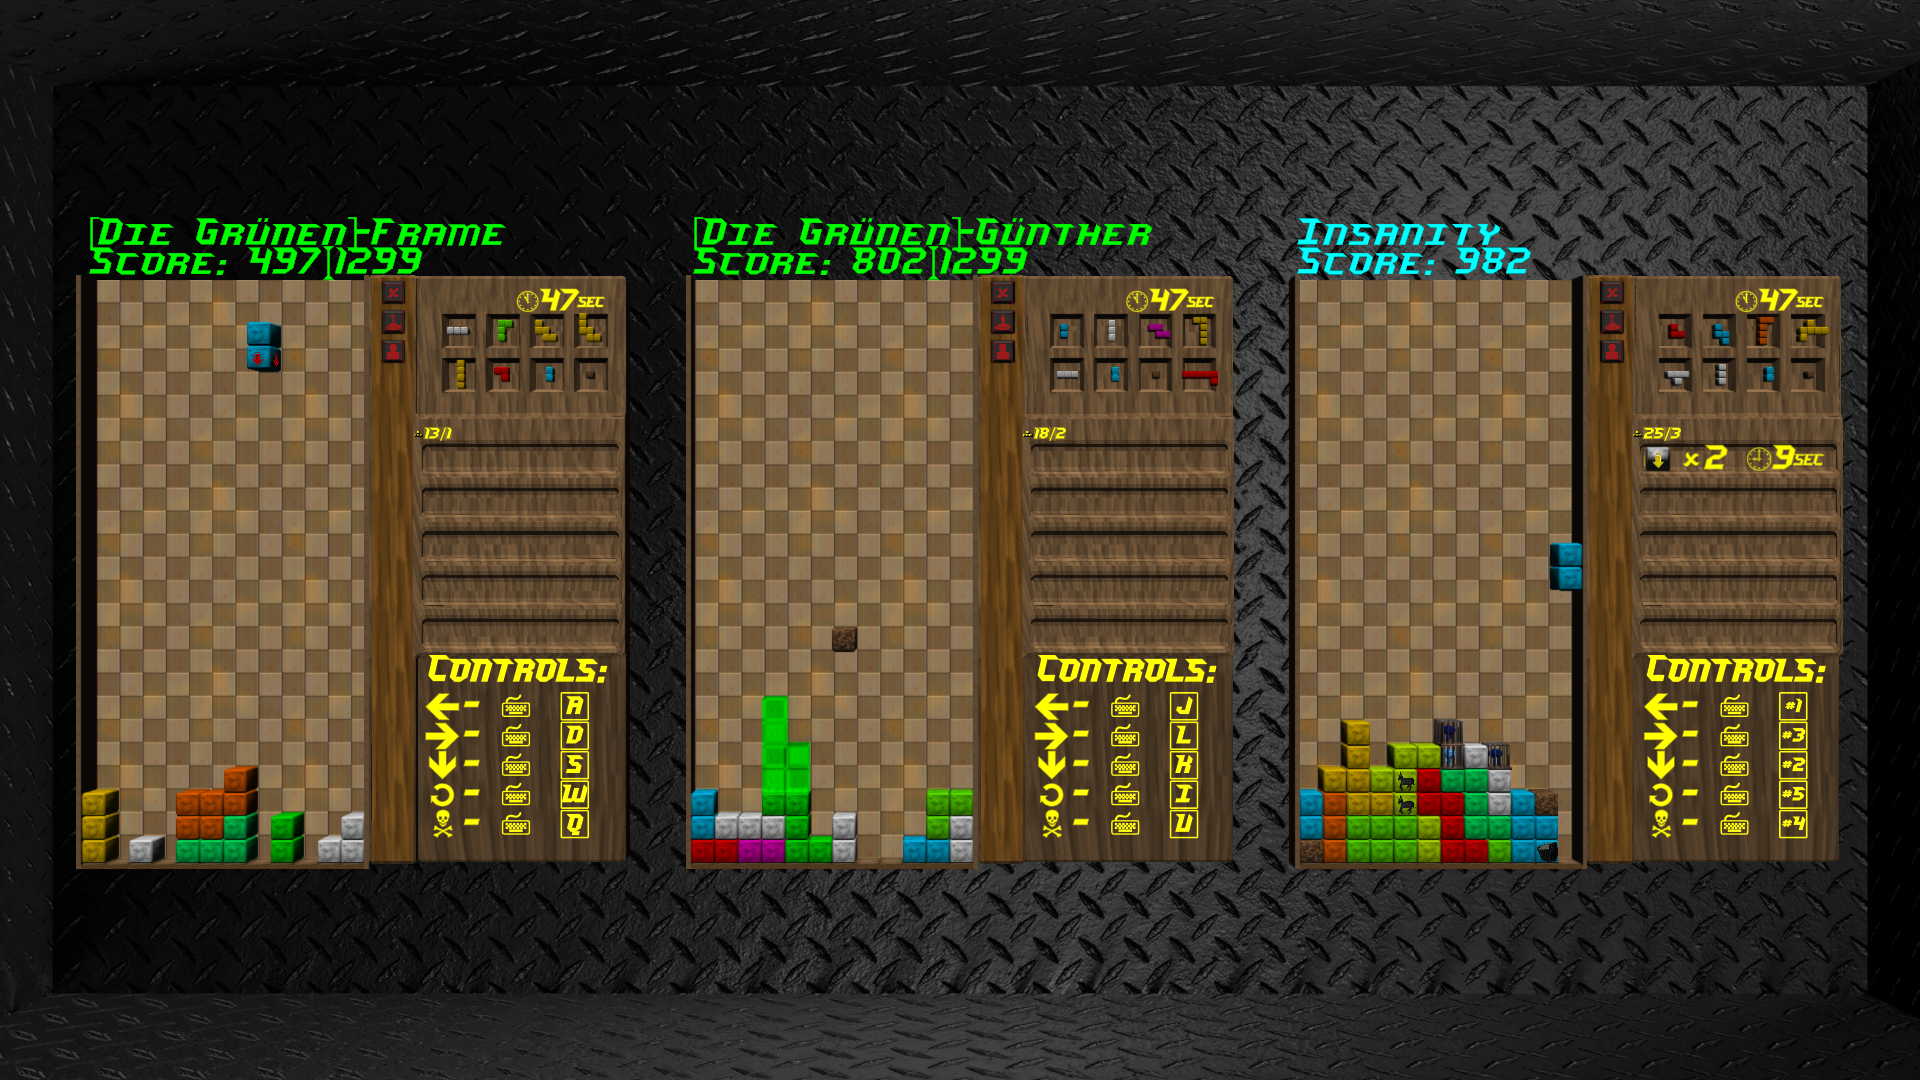 [Die Grünen]-Frame
Score: 497|1299
47sec
13/1
Controls:
A
D
S
W
Q
[Die Grünen]-Günther
Score: 802|1299
47sec
18/2
Controls:
J
L
K
I
U
Insanity
Score: 982
47sec
25/3
x2 9sec
Controls:
#1
#3
#2
#5
#4